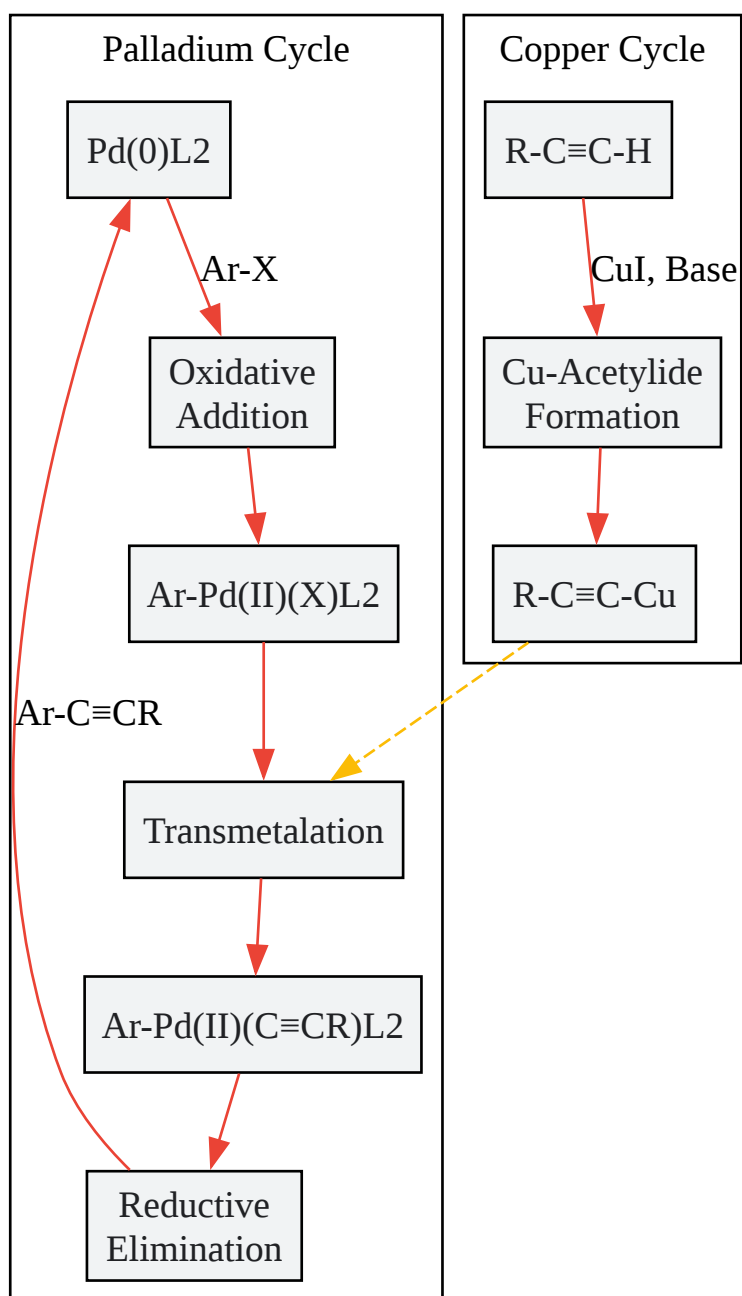 Palladium Cycle
Pd(0)L2
Ar-X
Oxidative
Addition
Ar-Pd(II)(X)L2
Ar-C≡CR
Transmetalation
Ar-Pd(II)(C≡CR)L2
Reductive
Elimination
Copper Cycle
R-C≡C-H
CuI, Base
Cu-Acetylide
Formation
R-C≡C-Cu